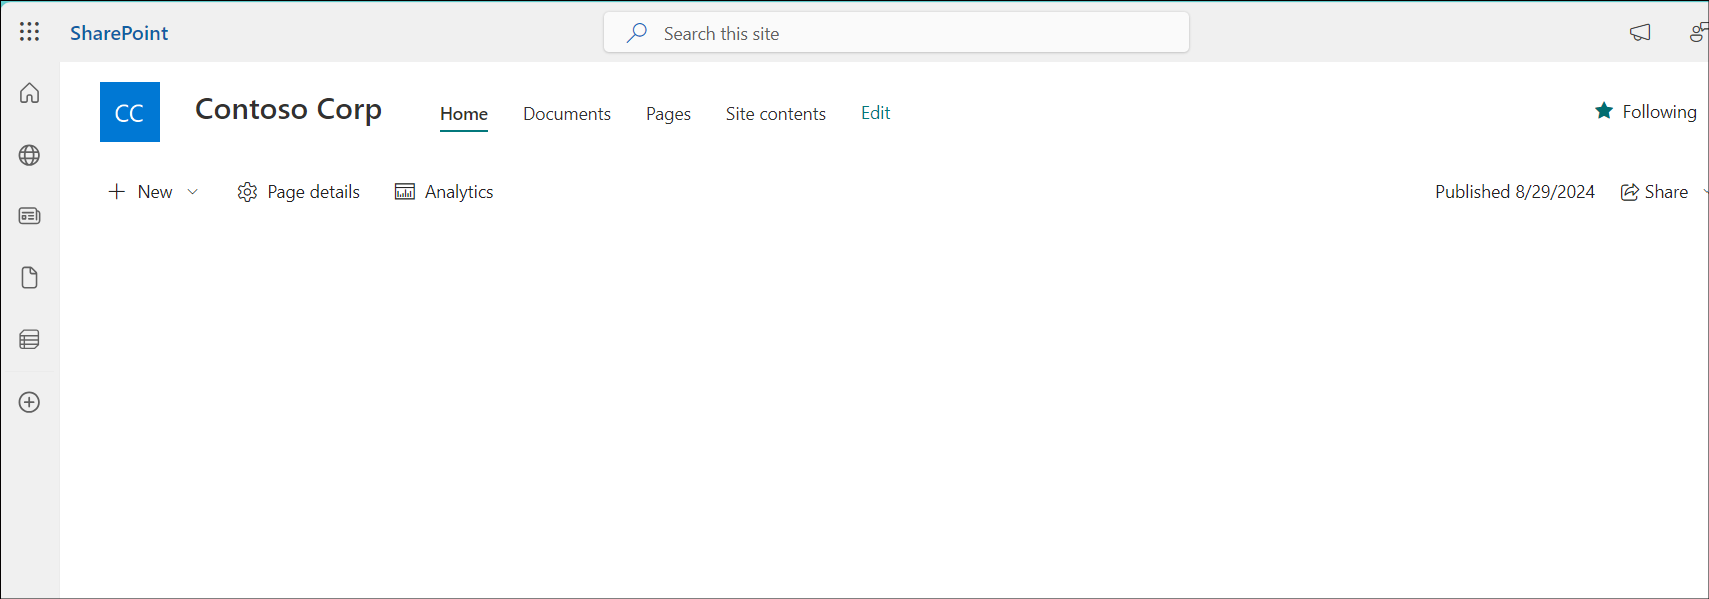 SharePoint
Search this site
CC
Contoso Corp
Home Documents Pages Site contents Edit
Following
New Page details Analytics
Published 8/29/2024 Share